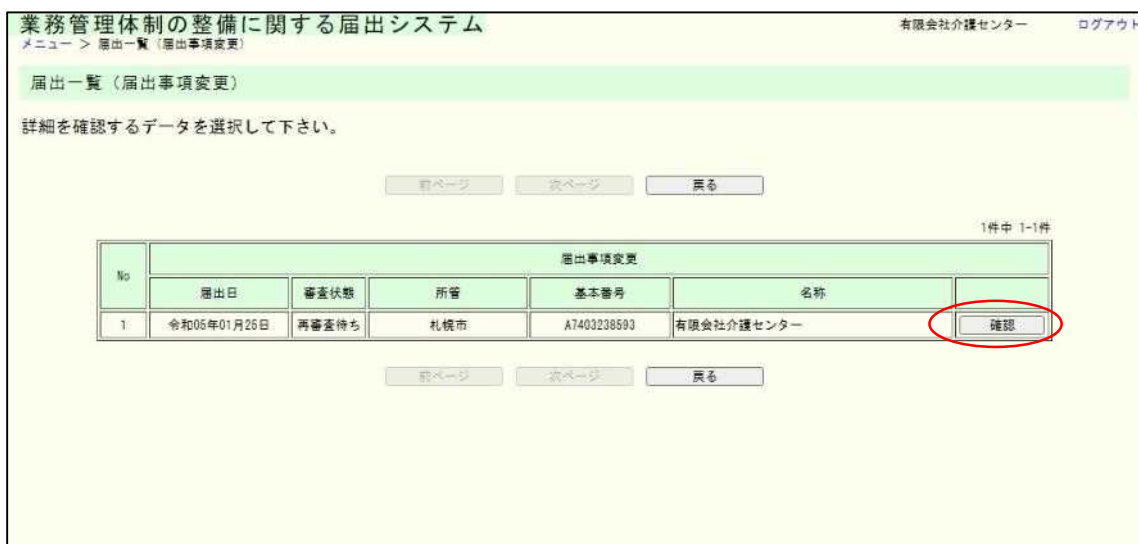 業務管理体制の整備に関する届出システム
有限会社介護センター ログアウト
メニュー > 届出一覧（届出事項変更）
届出一覧（届出事項変更）
詳細を確認するデータを選択して下さい。
前ページ 次ページ 戻る
1件中 1-1件
No 届出事項変更
届出日 審査状態 所管 基本番号 名称
1 令和05年01月25日 再審査待ち 札幌市 A7403238593 有限会社介護センター 確認
前ページ 次ページ 戻る